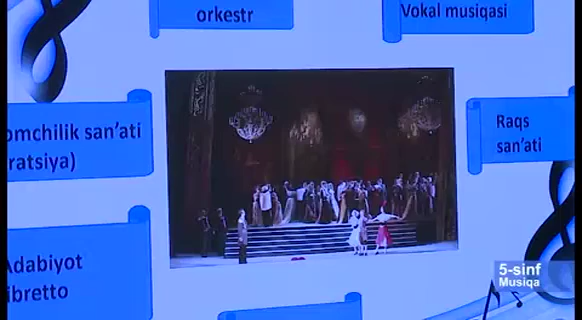 orkestr
Vokal musiqasi
omchilik san'ati
ratsiya)
Raqs
san'ati
Adabiyot
ibretto
5-sinf
Musiqa